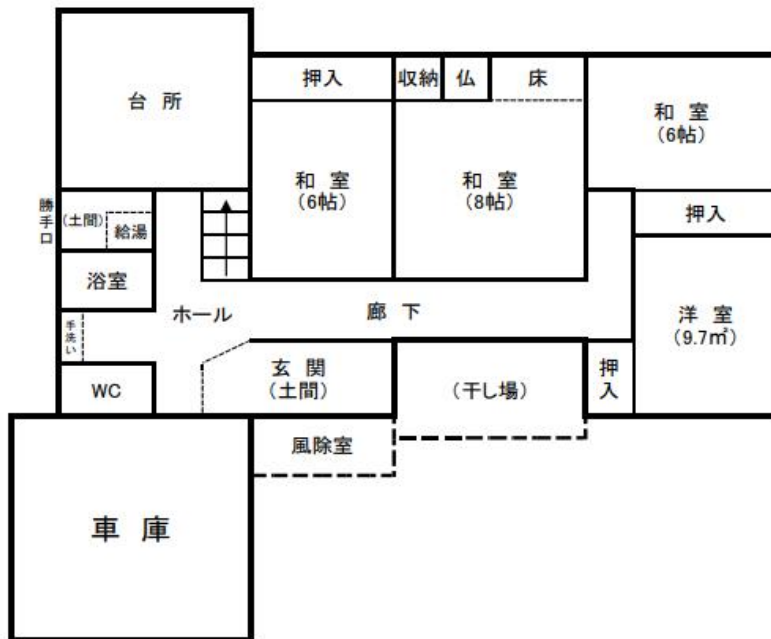 台 所
押入
収納
仏
床
和 室
(6帖)
和 室
(6帖)
和 室
(8帖)
勝手口
(土間)
給湯
押入
浴室
手洗い
ホール
廊 下
洋 室
(9.7㎡)
WC
玄 関
(土間)
(干し場)
押入
風除室
車 庫